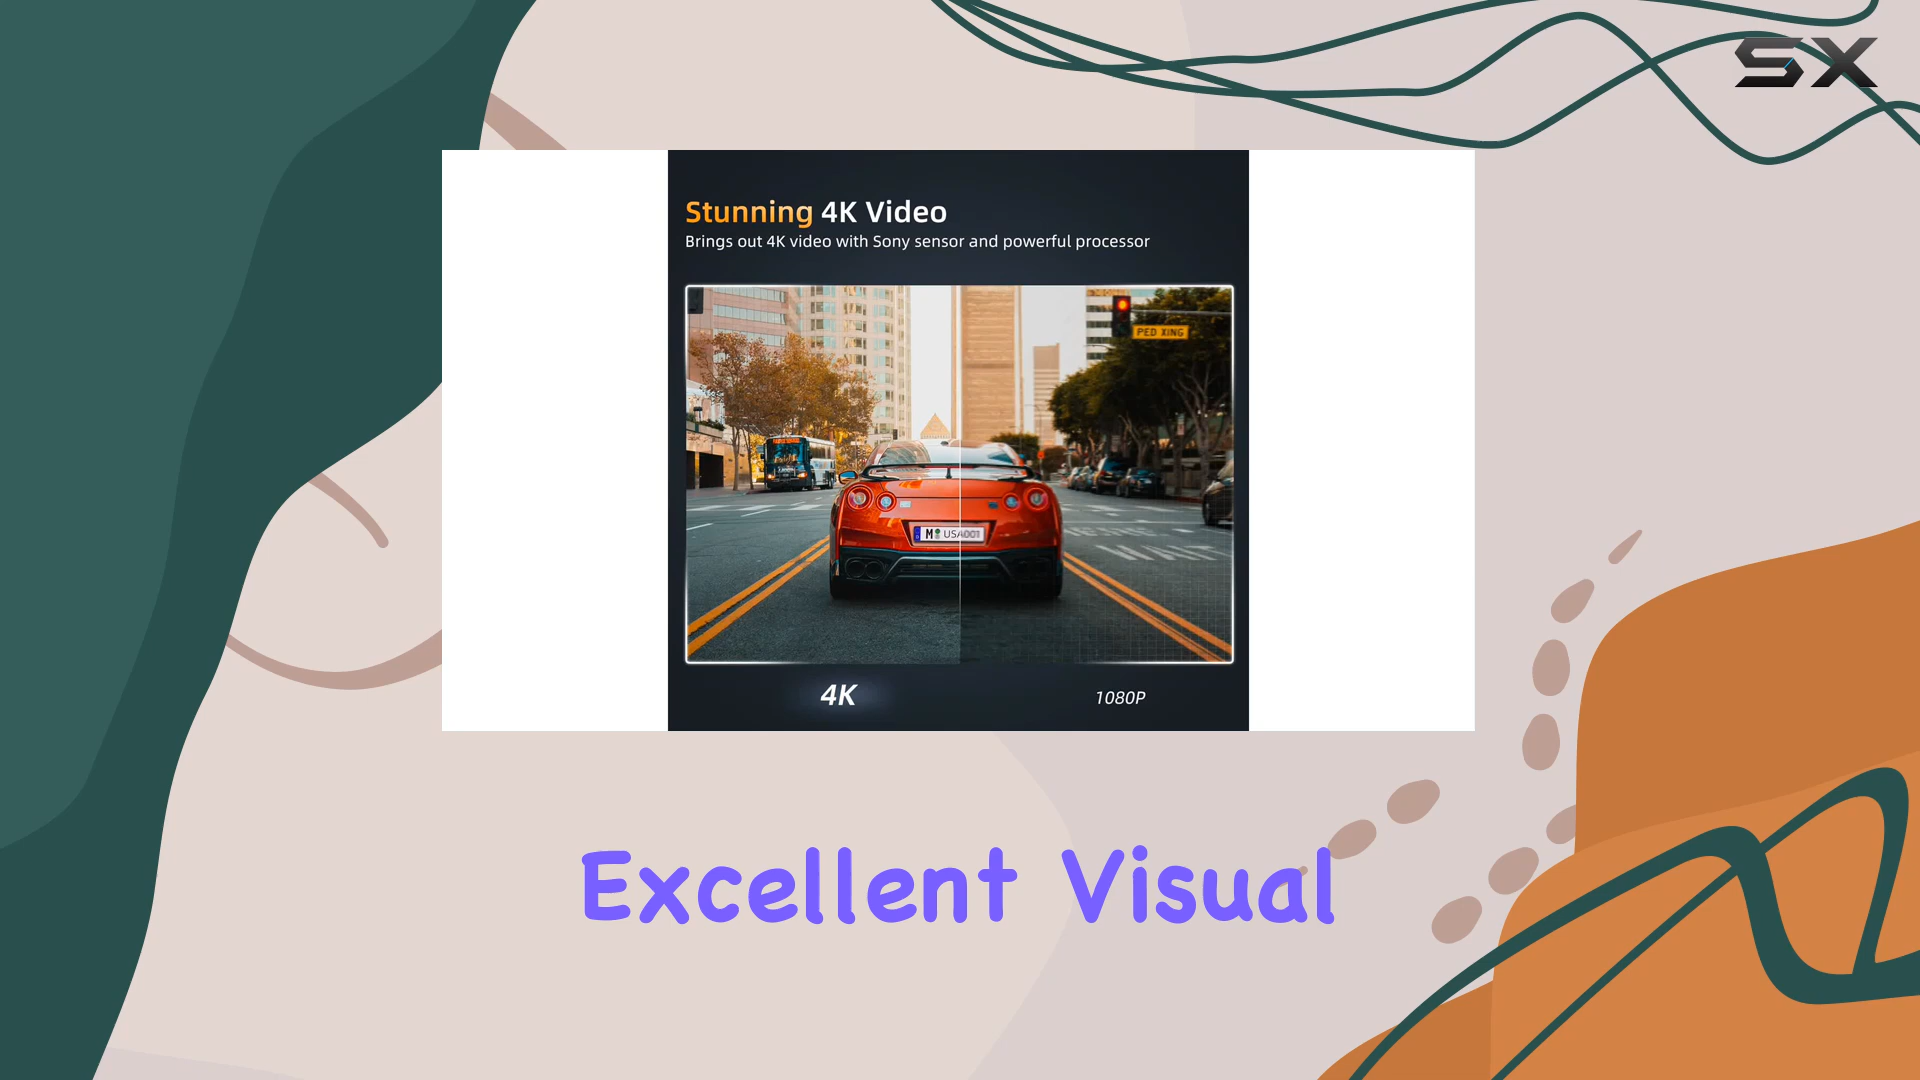 SX
Stunning 4K Video
Brings out 4K video with Sony sensor and powerful processor
PED XING
M USA001
4K
1080P
Excellent Visual